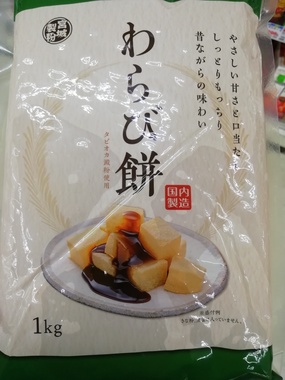 宮城
製粉
わらび餅
タピオカ澱粉使用
やさしい甘さと口当た
しっとりもっちり
昔ながらの味わい
国内
製造
1kg